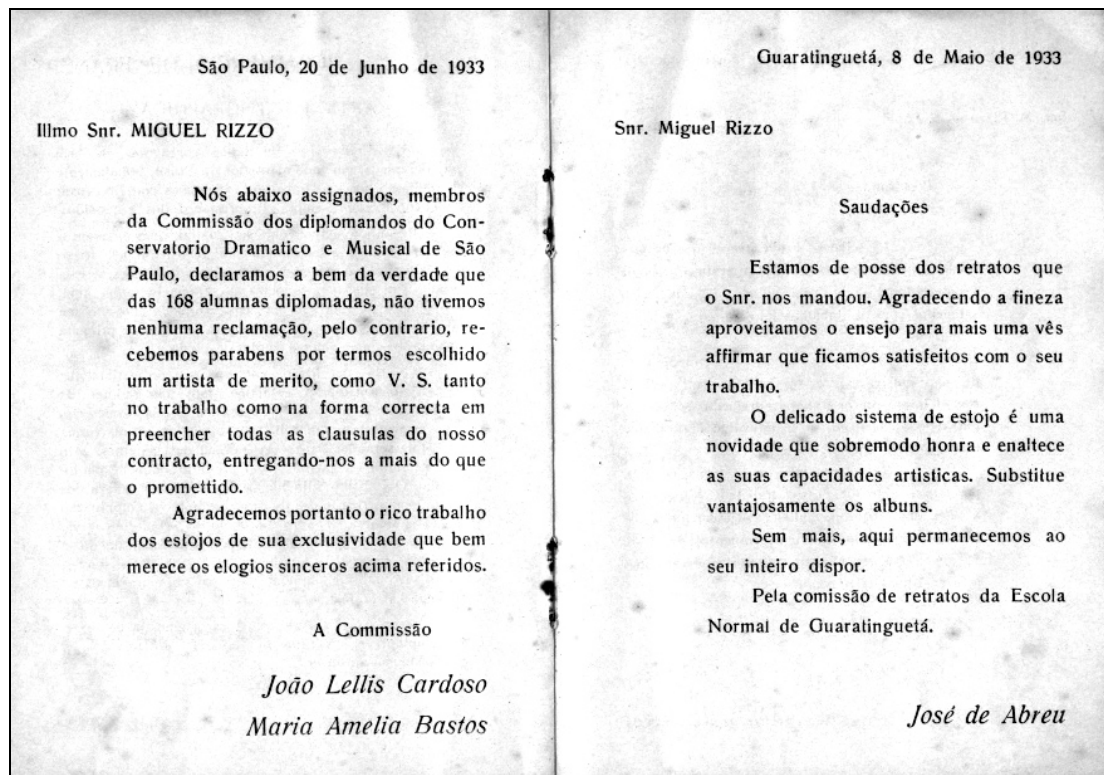 São Paulo, 20 de Junho de 1933
Illmo Snr. MIGUEL RIZZO
Nós abaixo assignados, membros
da Commissão dos diplomandos do Con-
servatorio Dramatico e Musical de São
Paulo, declaramos a bem da verdade que
das 168 alumnas diplomadas, não tivemos
nenhuma reclamação, pelo contrario, re-
cebemos parabens por termos escolhido
um artista de merito, como V. S. tanto
no trabalho como na forma correcta em
preencher todas as clausulas do nosso
contracto, entregando-nos a mais do que
o promettido.
Agradecemos portanto o rico trabalho
dos estojos de sua exclusividade que bem
merece os elogios sinceros acima referidos.
A Commissão
João Lellis Cardoso
Maria Amelia Bastos
Guaratinguetá, 8 de Maio de 1933
Snr. Miguel Rizzo
Saudações
Estamos de posse dos retratos que
o Snr. nos mandou. Agradecendo a fineza
aproveitamos o ensejo para mais uma vês
affirmar que ficamos satisfeitos com o seu
trabalho.
O delicado sistema de estojo é uma
novidade que sobremodo honra e enaltece
as suas capacidades artisticas. Substitue
vantajosamente os albuns.
Sem mais, aqui permanecemos ao
seu inteiro dispor.
Pela comissão de retratos da Escola
Normal de Guaratinguetá.
José de Abreu